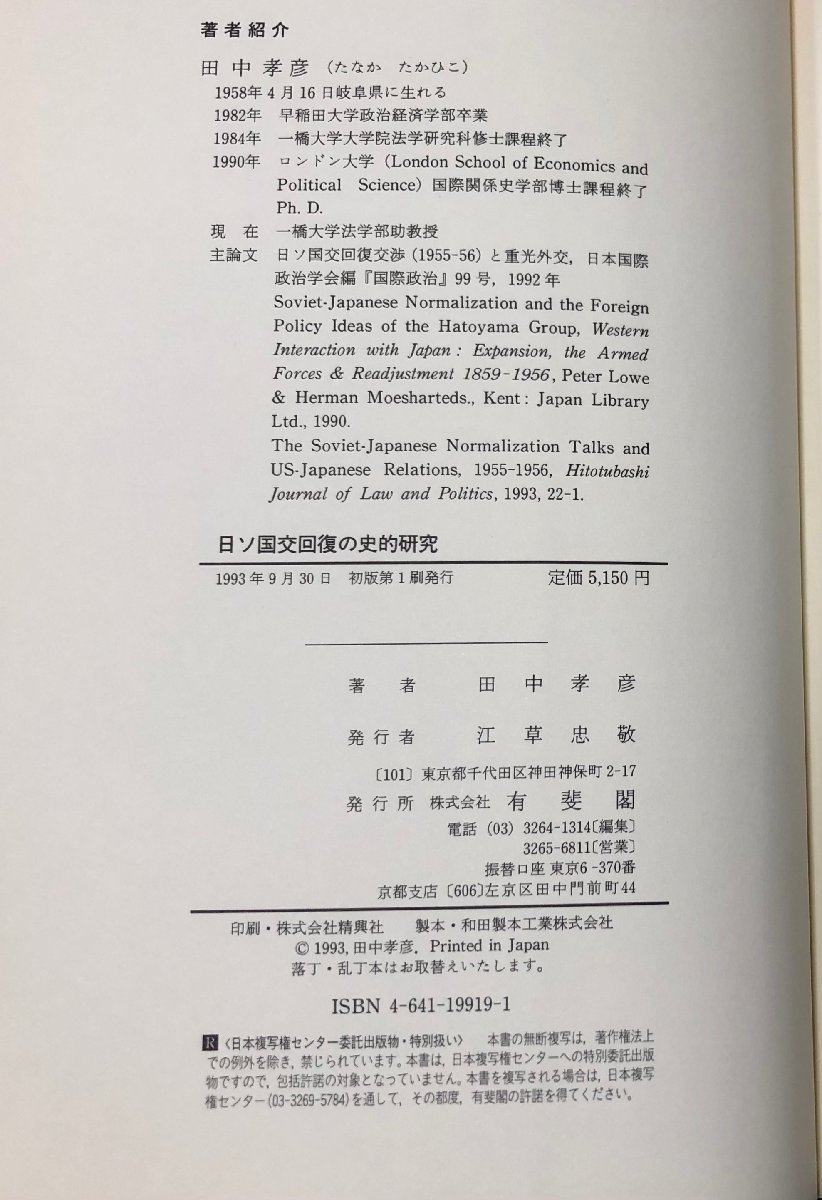 著者紹介
田中孝彦（たなか たかひこ）
1958年4月16日岐阜県に生れる
1982年 早稲田大学政治経済学部卒業
1984年 一橋大学大学院法学研究科修士課程終了
1990年 ロンドン大学 (London School of Economics and
Political Science) 国際関係史学部博士課程終了
Ph. D.
現 在 一橋大学法学部助教授
主論文 日ソ国交回復交渉 (1955-56) と重光外交，日本国際
政治学会編『国際政治』99号，1992年
Soviet-Japanese Normalization and the Foreign
Policy Ideas of the Hatoyama Group, Western
Interaction with Japan : Expansion, the Armed
Forces & Readjustment 1859-1956, Peter Lowe
& Herman Moesharteds., Kent: Japan Library
Ltd., 1990.
The Soviet-Japanese Normalization Talks and
US-Japanese Relations, 1955-1956, Hitotubashi
Journal of Law and Politics, 1993, 22-1.
日ソ国交回復の史的研究
1993年9月30日 初版第1刷発行 定価 5,150 円
著 者 田 中 孝 彦
発行者 江 草 忠 敬
〔101〕東京都千代田区神田神保町2-17
発行所 株式会社 有 斐 閣
電話 (03) 3264-1314〔編集〕
3265-6811〔営業〕
振替口座 東京6-370番
京都支店〔606〕左京区田中門前町44
印刷・株式会社精興社 製本・和田製本工業株式会社
© 1993, 田中孝彦. Printed in Japan
落丁・乱丁本はお取替えいたします。
ISBN 4-641-19919-1
R〈日本複写権センター委託出版物・特別扱い〉 本書の無断複写は，著作権法上
での例外を除き，禁じられています。本書は，日本複写権センターへの特別委託出版
物ですので，包括許諾の対象となっていません。本書を複写される場合は，日本複写
権センター(03-3269-5784)を通して，その都度，有斐閣の許諾を得てください。